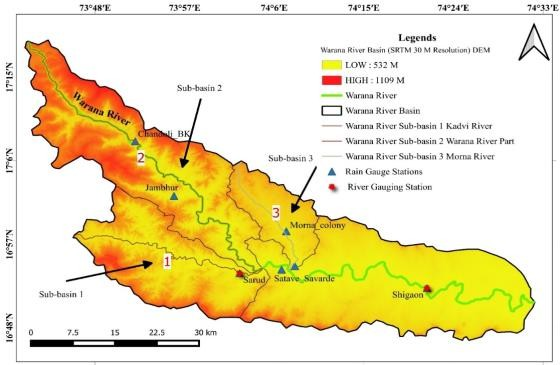 73°48'E 73°57'E 74°6'E 74°15'E 74°24'E 74°33'E
17°15'N
17°6'N
16°57'N
16°48'N
Legends
Warana River Basin (SRTM 30 M Resolution) DEM
LOW : 532 M
HIGH : 1109 M
Warana River
Warana River Basin
Warana River Sub-basin 1 Kadvi River
Warana River Sub-basin 2 Warana River Part
Warana River Sub-basin 3 Morna River
Rain Gauge Stations
River Gauging Station
Warana River
Sub-basin 2
Chandoli_BK
2
Sub-basin 3
Jambhur
3
Morna_colony
1
Sub-basin 1
Sarud
Satave_Savarde
Shigaon
0 7.5 15 22.5 30 km